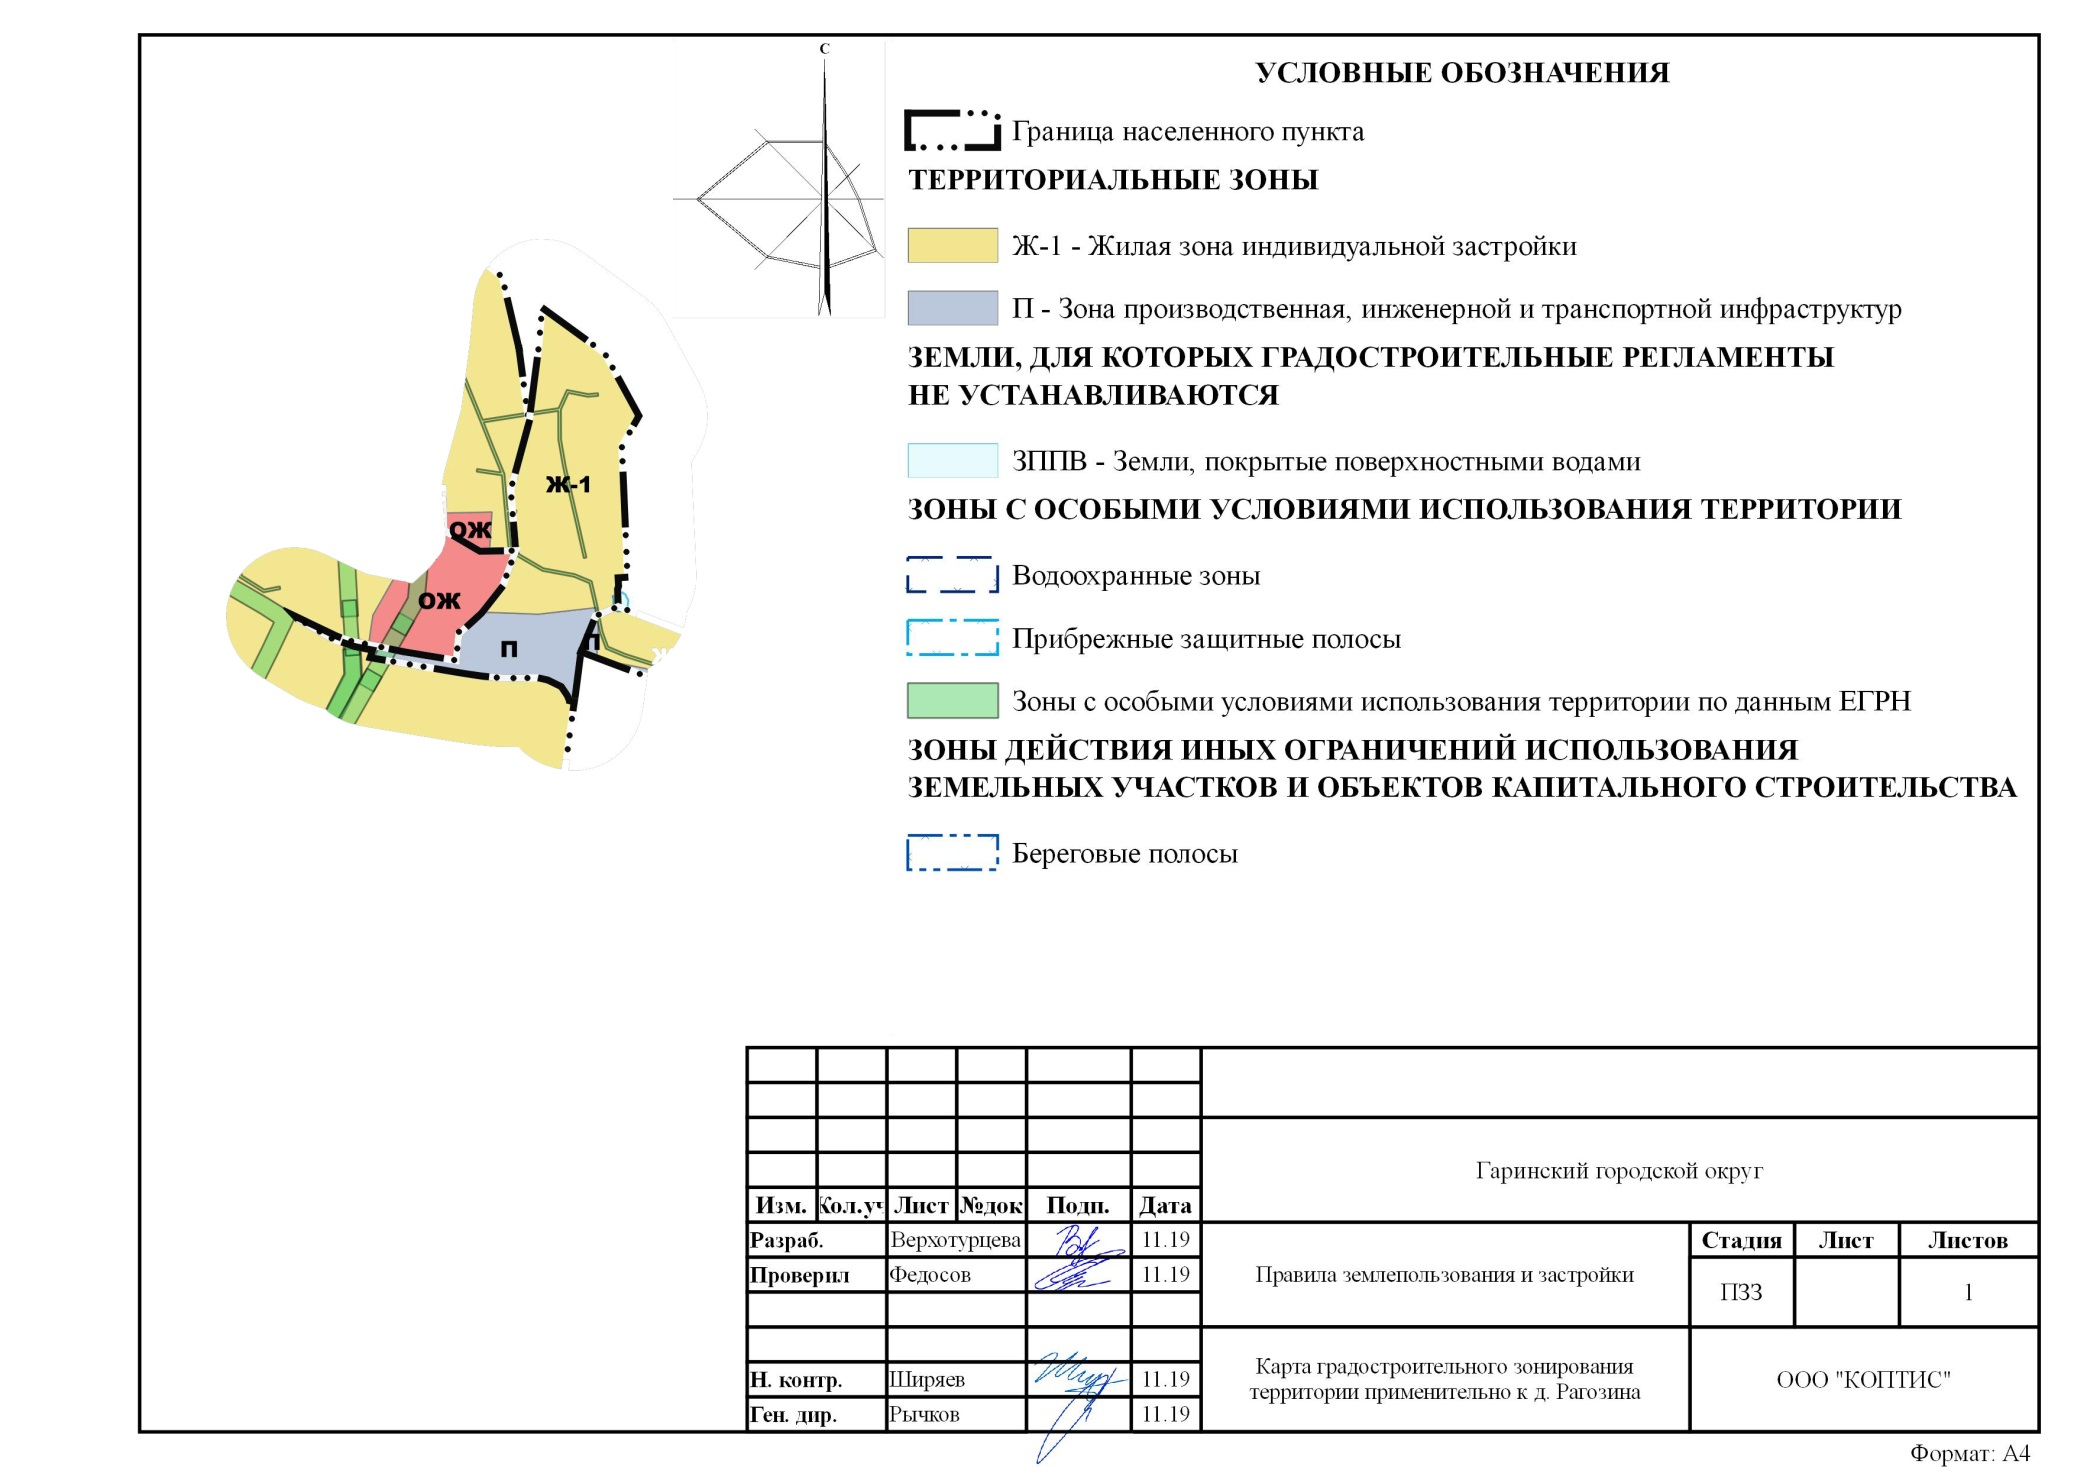 С
УСЛОВНЫЕ ОБОЗНАЧЕНИЯ
Граница населенного пункта
ТЕРРИТОРИАЛЬНЫЕ ЗОНЫ
Ж-1 - Жилая зона индивидуальной застройки
П - Зона производственная, инженерной и транспортной инфраструктур
ЗЕМЛИ, ДЛЯ КОТОРЫХ ГРАДОСТРОИТЕЛЬНЫЕ РЕГЛАМЕНТЫ
НЕ УСТАНАВЛИВАЮТСЯ
ЗППВ - Земли, покрытые поверхностными водами
ЗОНЫ С ОСОБЫМИ УСЛОВИЯМИ ИСПОЛЬЗОВАНИЯ ТЕРРИТОРИИ
Водоохранные зоны
Прибрежные защитные полосы
Зоны с особыми условиями использования территории по данным ЕГРН
ЗОНЫ ДЕЙСТВИЯ ИНЫХ ОГРАНИЧЕНИЙ ИСПОЛЬЗОВАНИЯ
ЗЕМЕЛЬНЫХ УЧАСТКОВ И ОБЪЕКТОВ КАПИТАЛЬНОГО СТРОИТЕЛЬСТВА
Береговые полосы
Ж-1
ОЖ
ОЖ
П
П
Гаринский городской округ
Изм. Кол.уч Лист №док Подп. Дата
Разраб. Верхотурцева 11.19
Проверил Федосов 11.19
Н. контр. Ширяев 11.19
Ген. дир. Рычков 11.19
Правила землепользования и застройки
Стадия Лист Листов
ПЗЗ 1
Карта градостроительного зонирования
территории применительно к д. Рагозина
ООО "КОПТИС"
Формат: А4